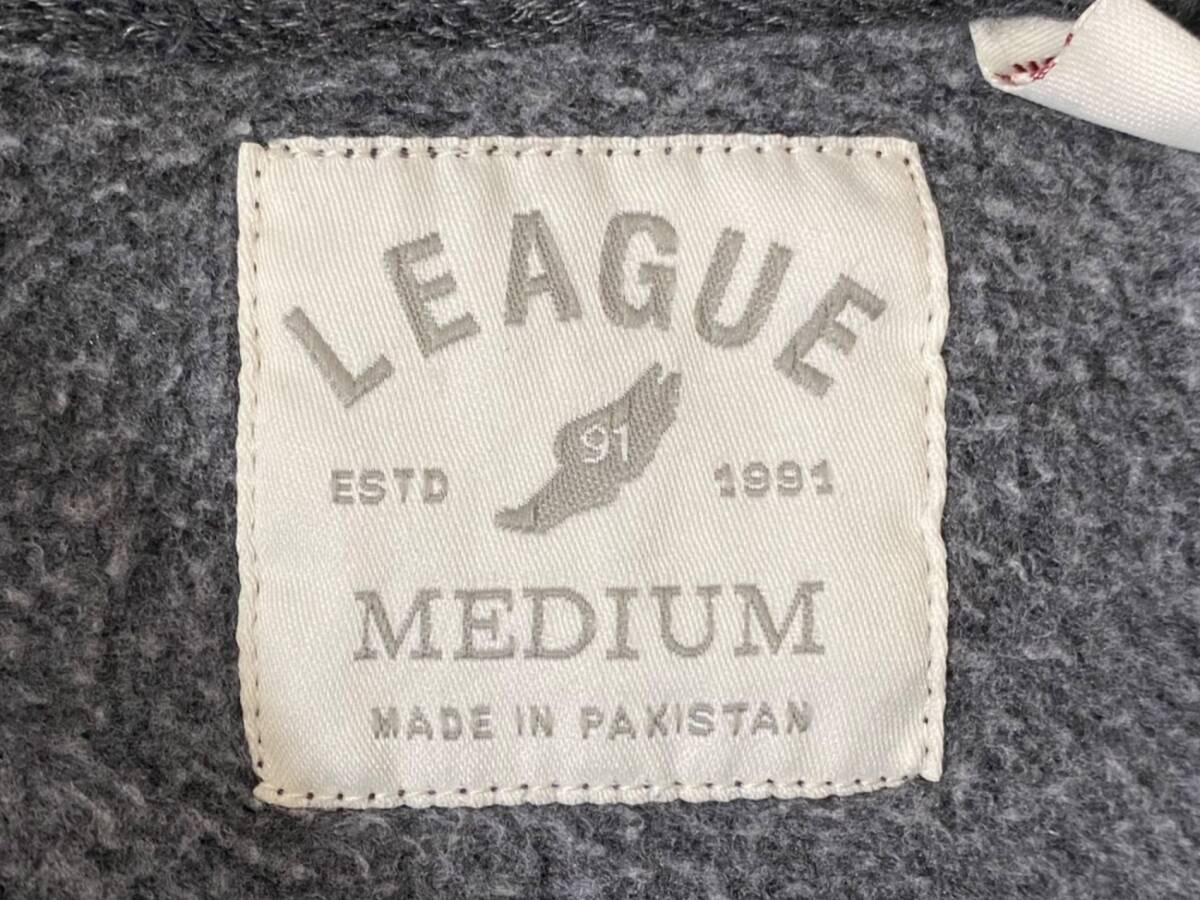 LEAGUE
91
ESTD 1991
MEDIUM
MADE IN PAKISTAN